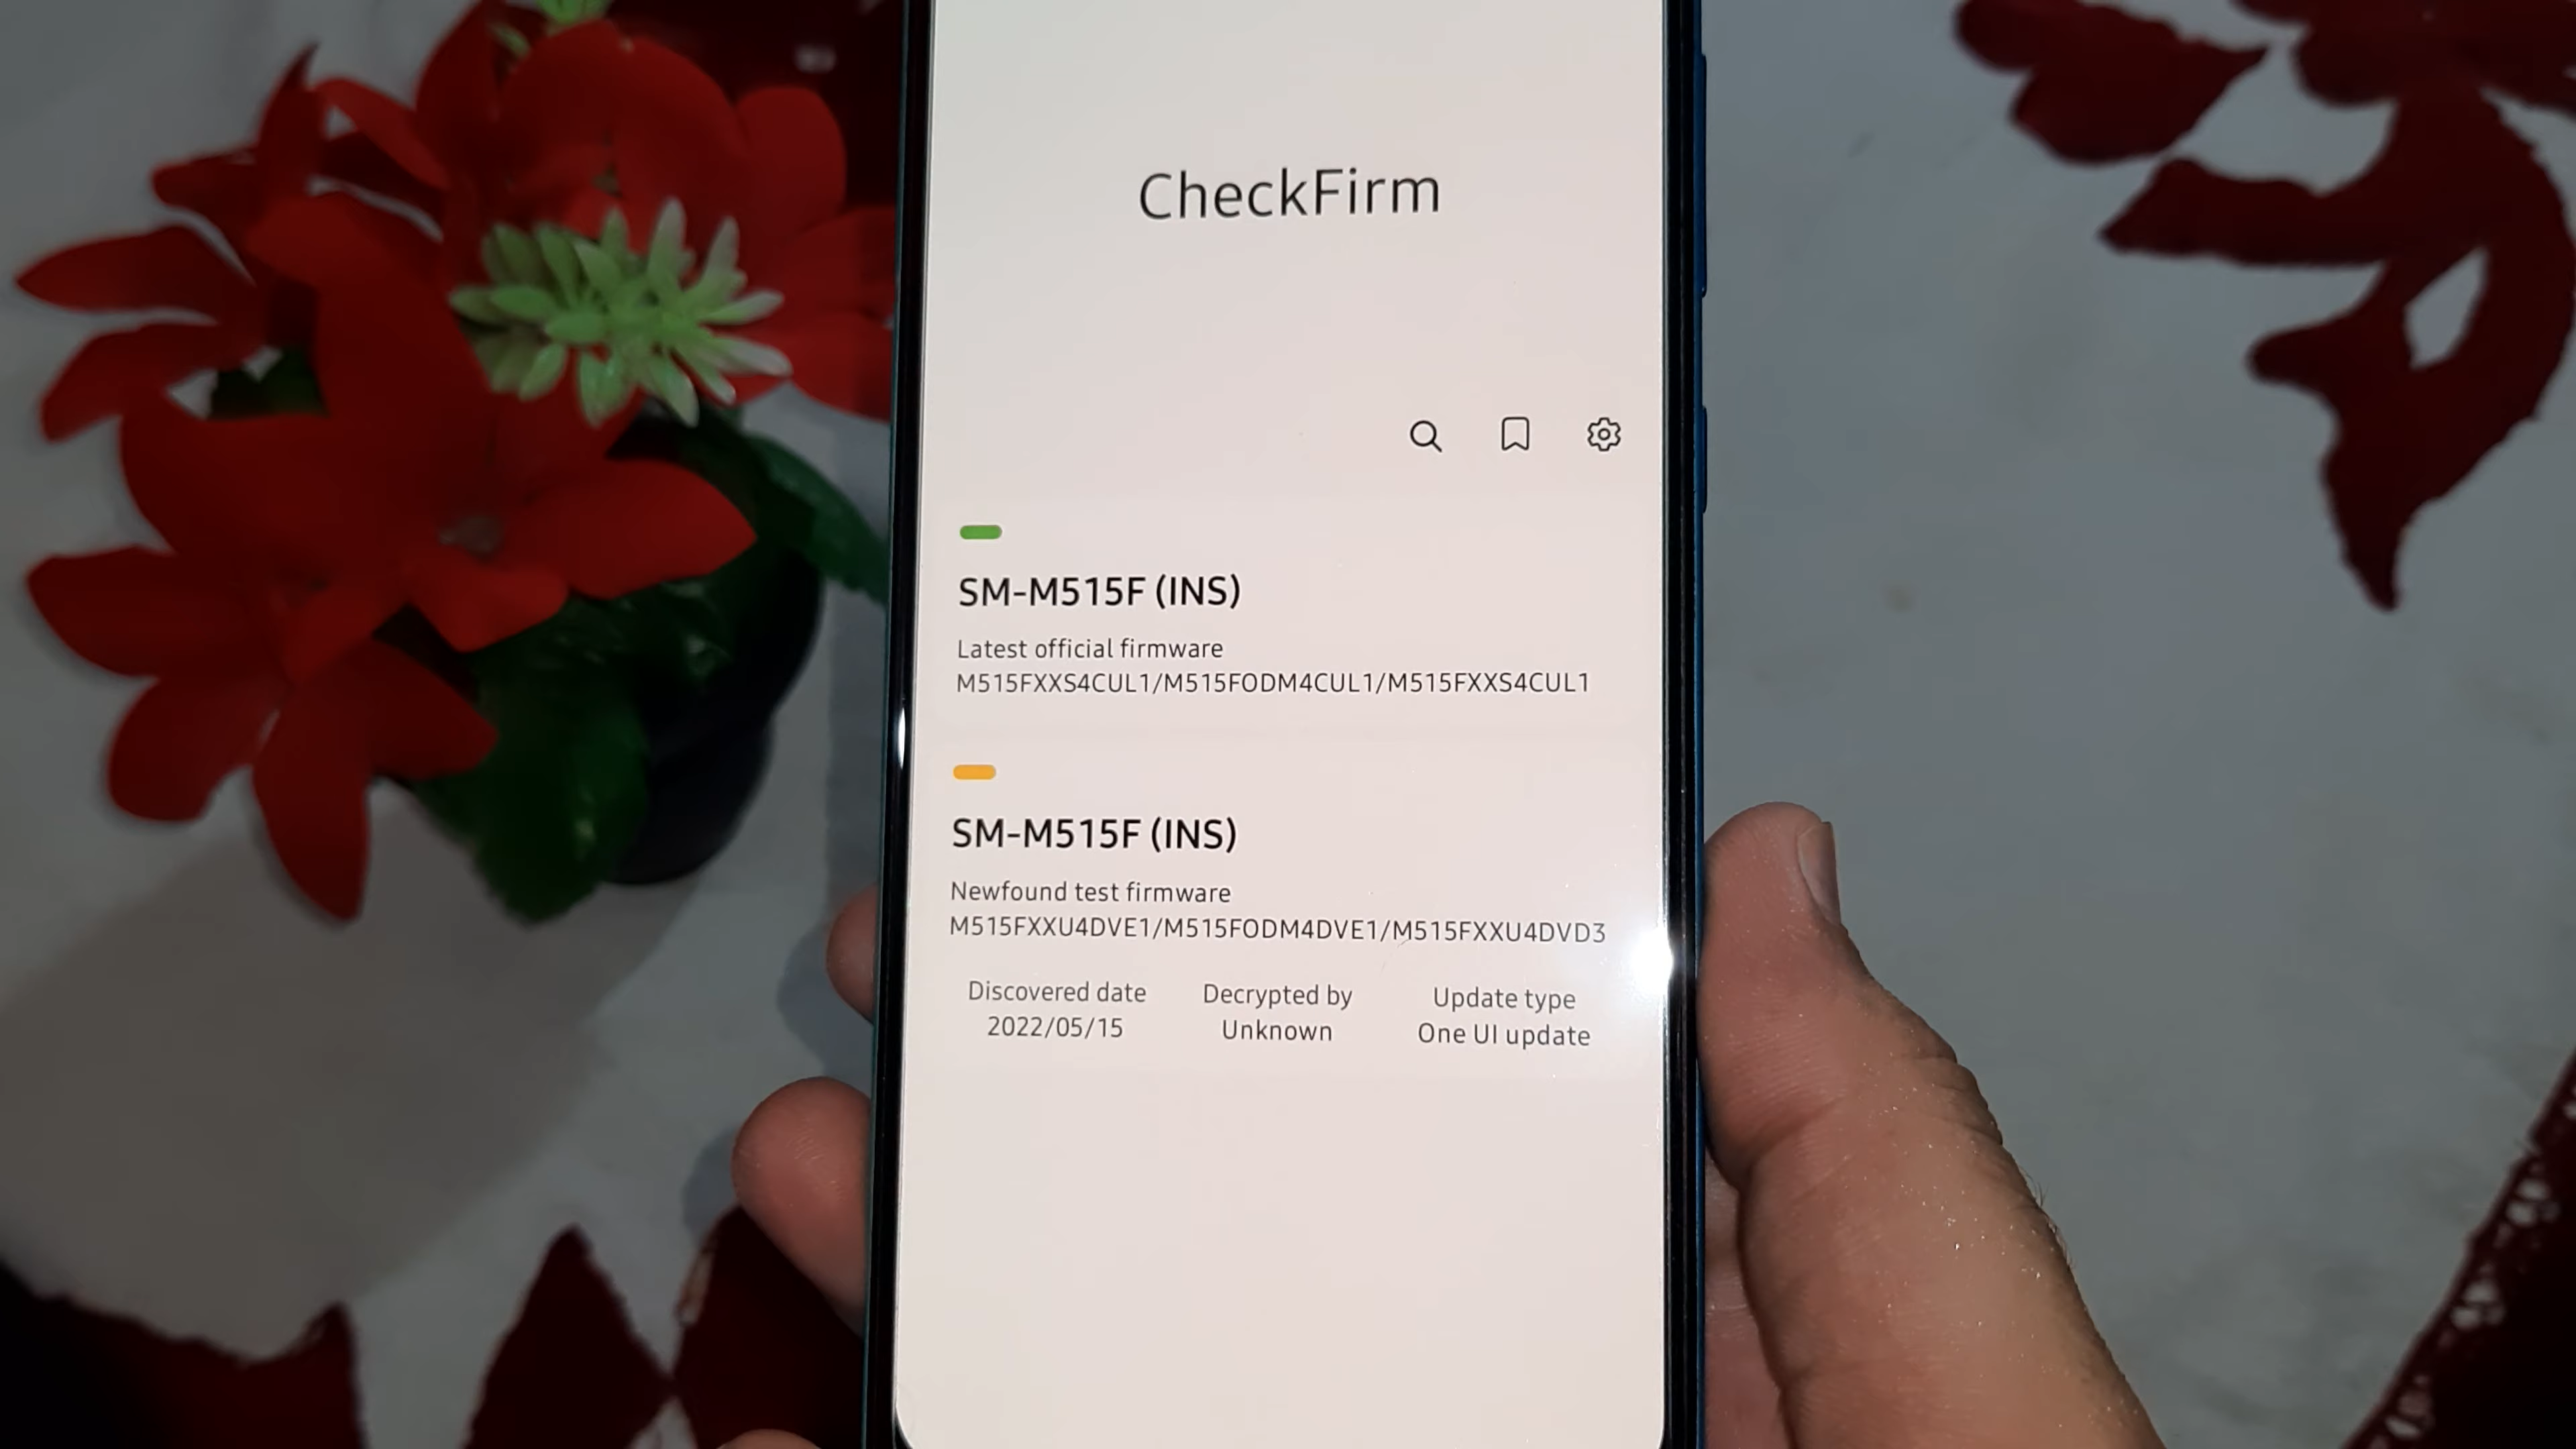 CheckFirm
SM-M515F (INS)
Latest official firmware
M515FXXS4CUL1/M515FODM4CUL1/M515FXXS4CUL1
SM-M515F (INS)
Newfound test firmware
M515FXXU4DVE1/M515FODM4DVE1/M515FXXU4DVD3
Discovered date
2022/05/15
Decrypted by
Unknown
Update type
One UI update